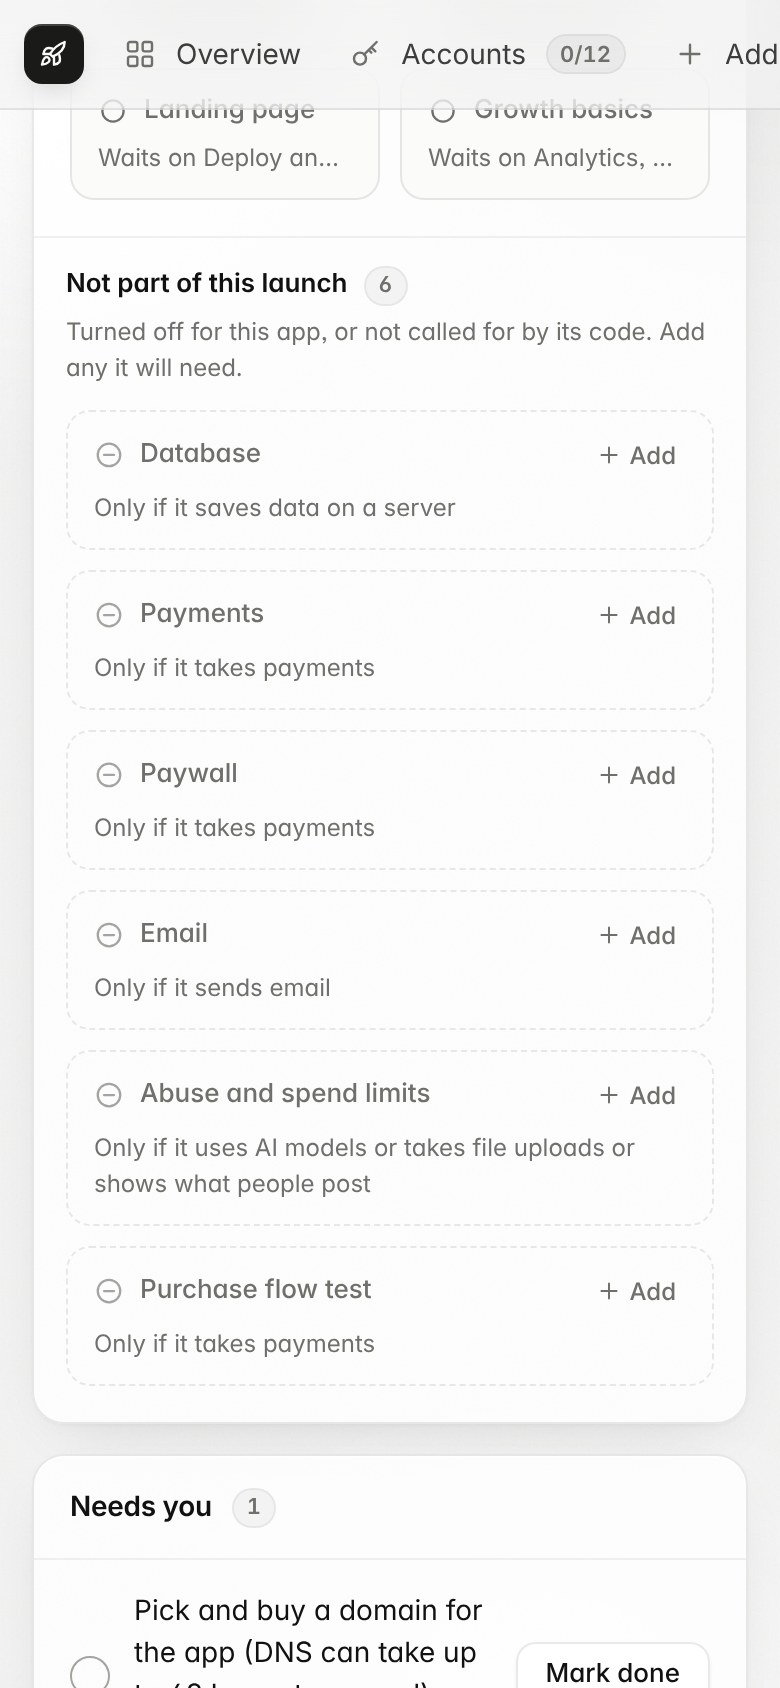 Overview
Accounts
0/12
Add
Landing page
Growth basics
Waits on Deploy an...
Waits on Analytics, ...
Not part of this launch
6
Turned off for this app, or not called for by its code. Add
any it will need.
Database
Add
Only if it saves data on a server
Payments
Add
Only if it takes payments
Paywall
Add
Only if it takes payments
Email
Add
Only if it sends email
Abuse and spend limits
Add
Only if it uses AI models or takes file uploads or
shows what people post
Purchase flow test
Add
Only if it takes payments
Needs you
1
Pick and buy a domain for
the app (DNS can take up
Mark done